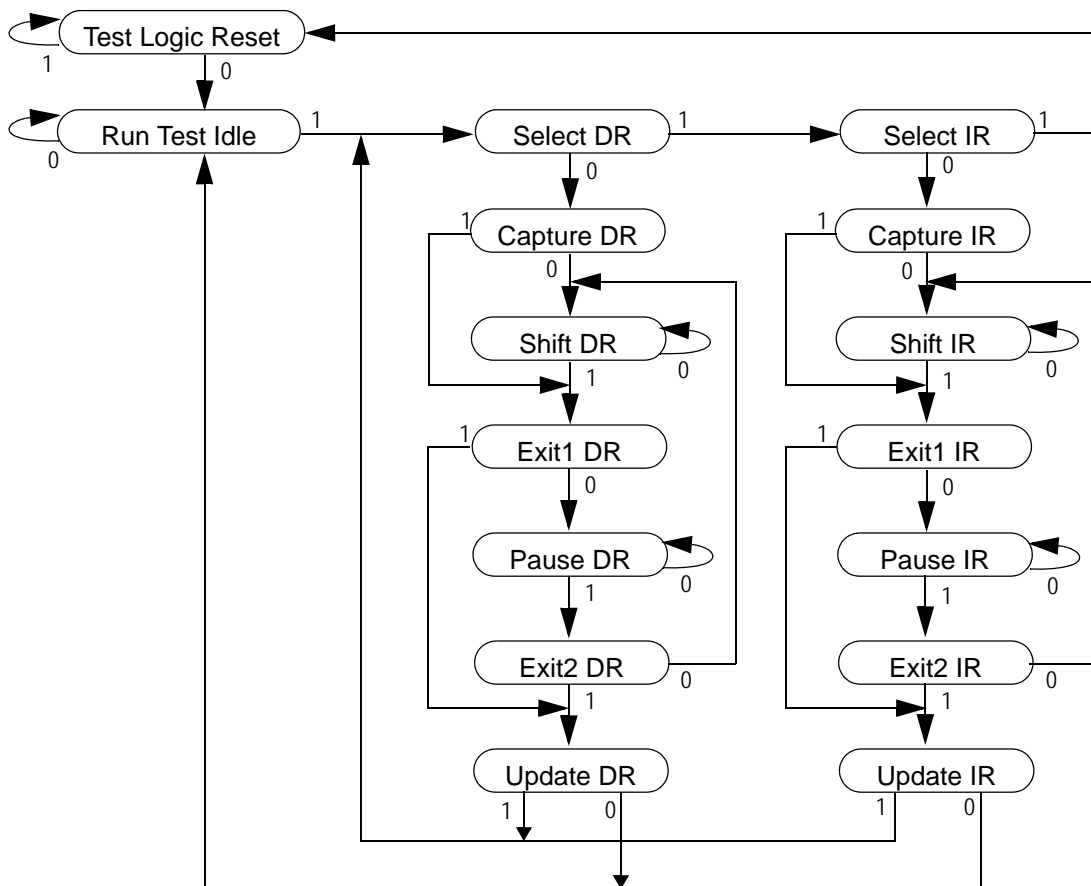 Test Logic Reset
1
0
Run Test Idle
0
1
Select DR
1
Select IR
1
0
0
1
Capture DR
1
Capture IR
0
0
Shift DR
0
Shift IR
0
1
1
1
Exit1 DR
1
Exit1 IR
0
0
Pause DR
0
Pause IR
0
1
1
Exit2 DR
0
Exit2 IR
0
1
1
Update DR
Update IR
1
0
1
0